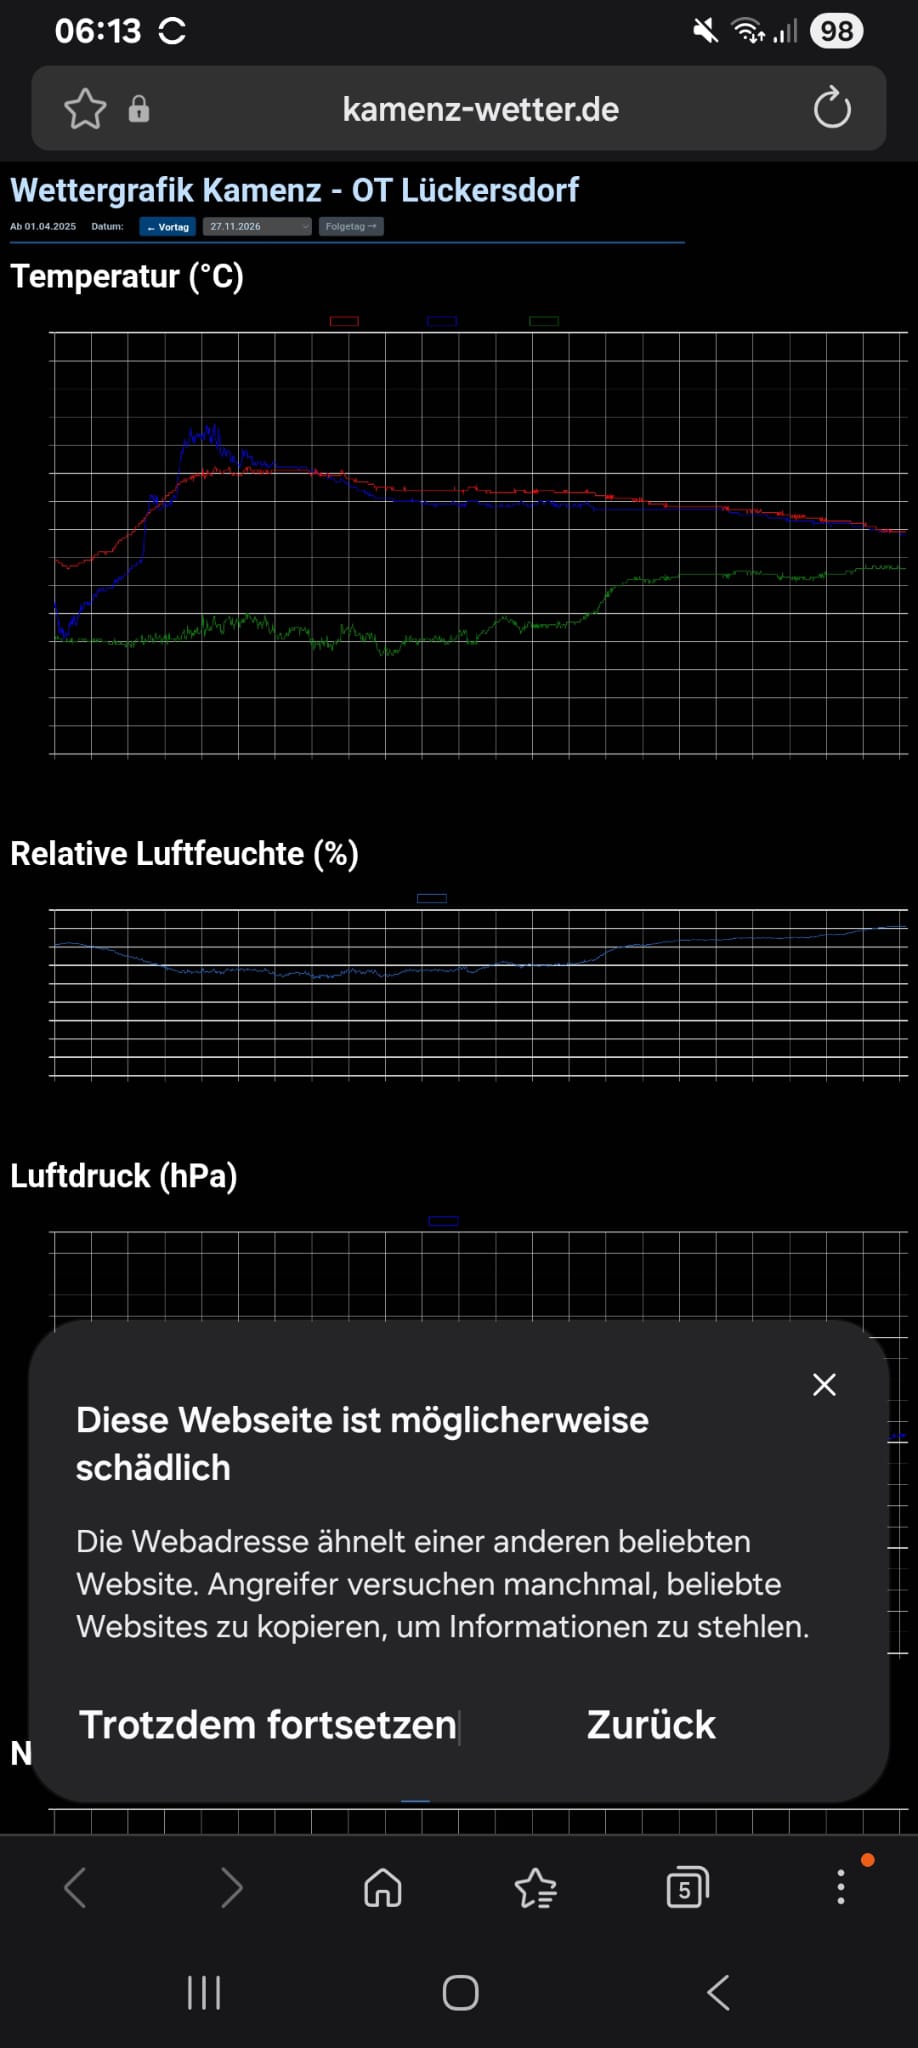 06:13
98
kamenz-wetter.de
Wettergrafik Kamenz - OT Lückersdorf
Ab 01.04.2025 Datum: ← Vortag 27.11.2026 Folgetag →
Temperatur (°C)
Relative Luftfeuchte (%)
Luftdruck (hPa)
Diese Webseite ist möglicherweise
schädlich
Die Webadresse ähnelt einer anderen beliebten
Website. Angreifer versuchen manchmal, beliebte
Websites zu kopieren, um Informationen zu stehlen.
Trotzdem fortsetzen Zurück
N
5